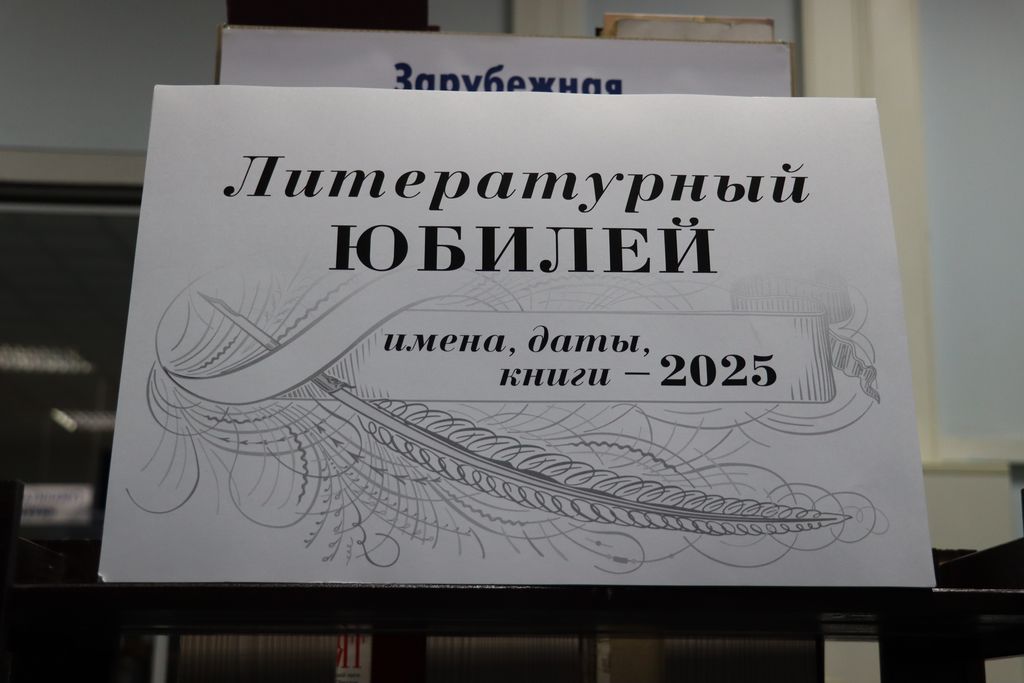 Зарубежная
Литературный
ЮБИЛЕЙ
имена, даты,
книги – 2025